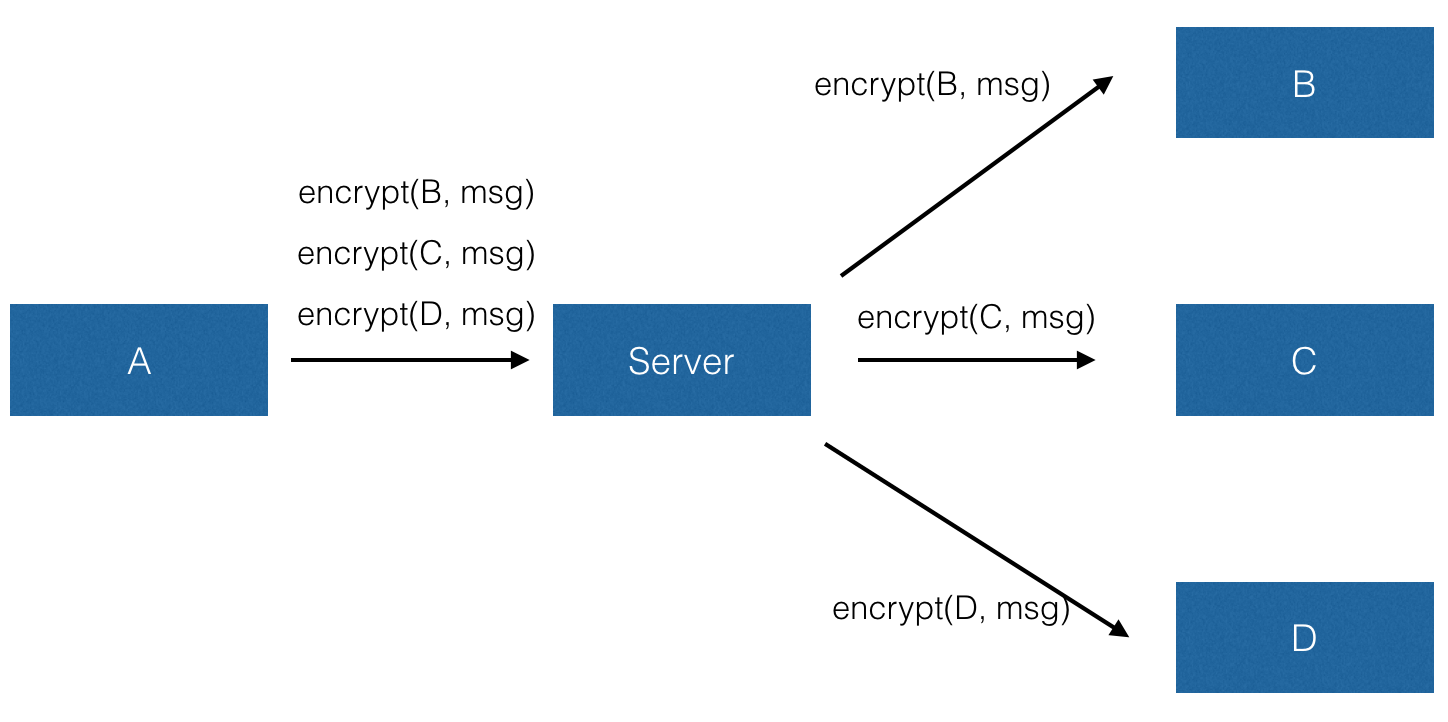 encrypt(B, msg)
B
encrypt(B, msg)
encrypt(C, msg)
encrypt(D, msg)
A
Server
encrypt(C, msg)
C
encrypt(D, msg)
D